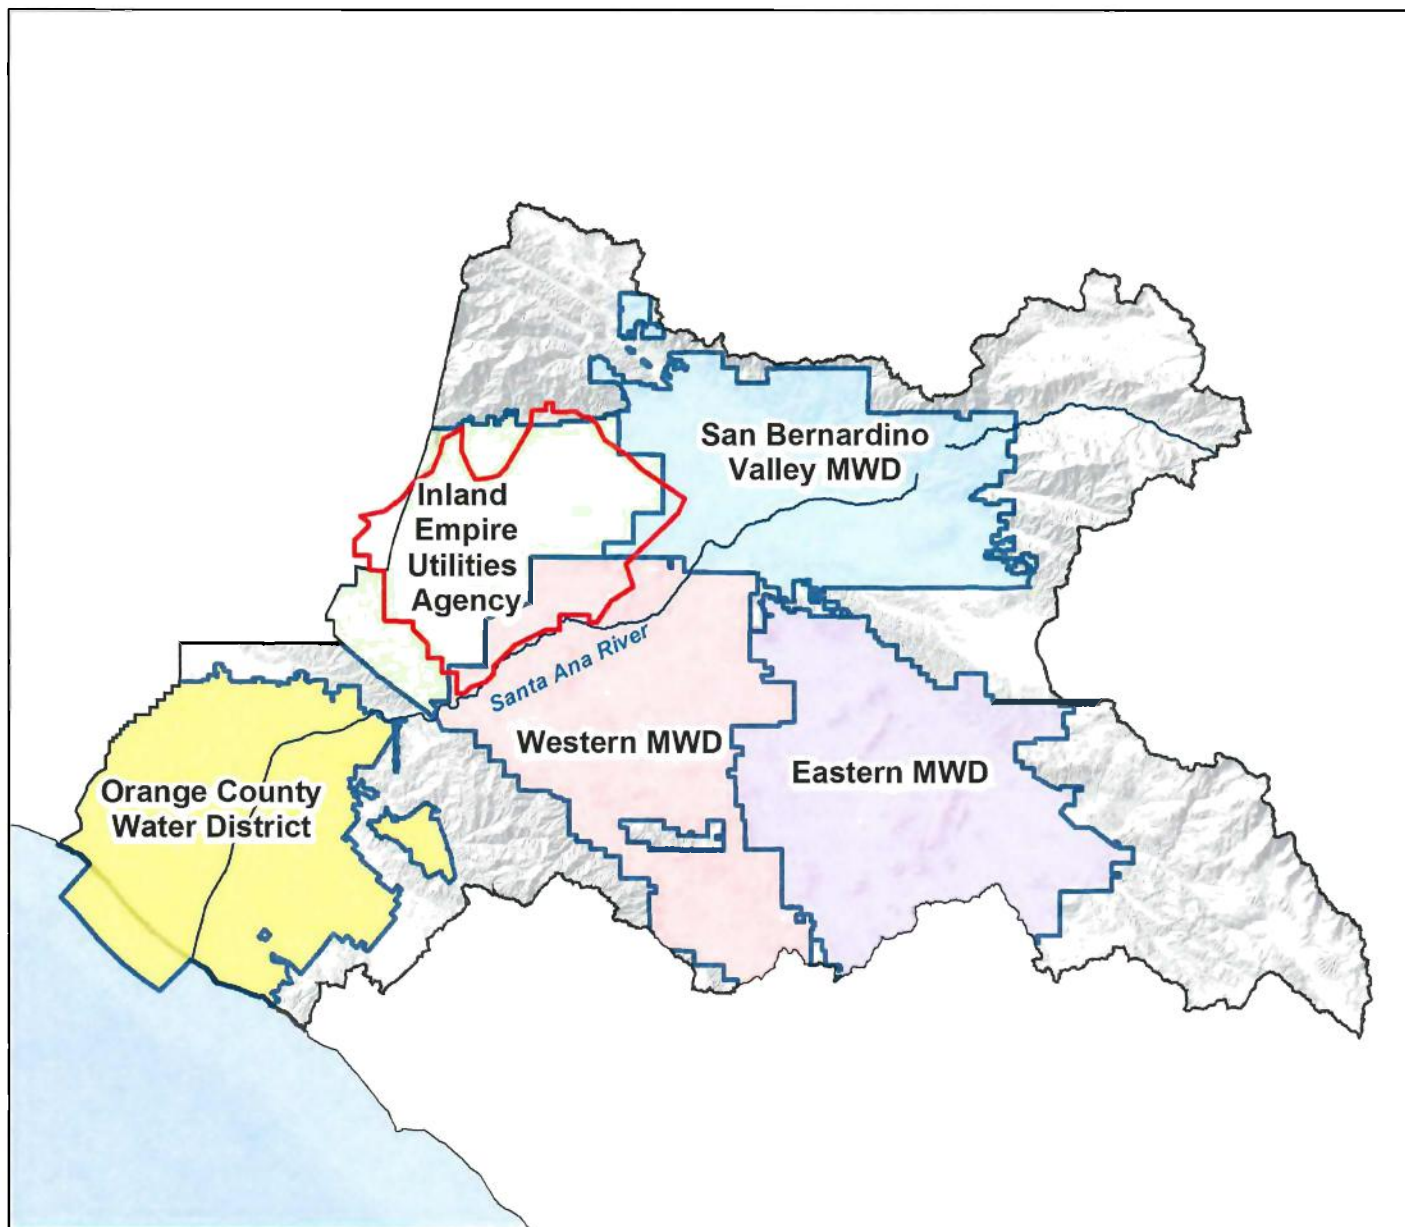 San Bernardino
Valley MWD
Inland
Empire
Utilities
Agency
Santa Ana River
Western MWD
Eastern MWD
Orange County
Water District